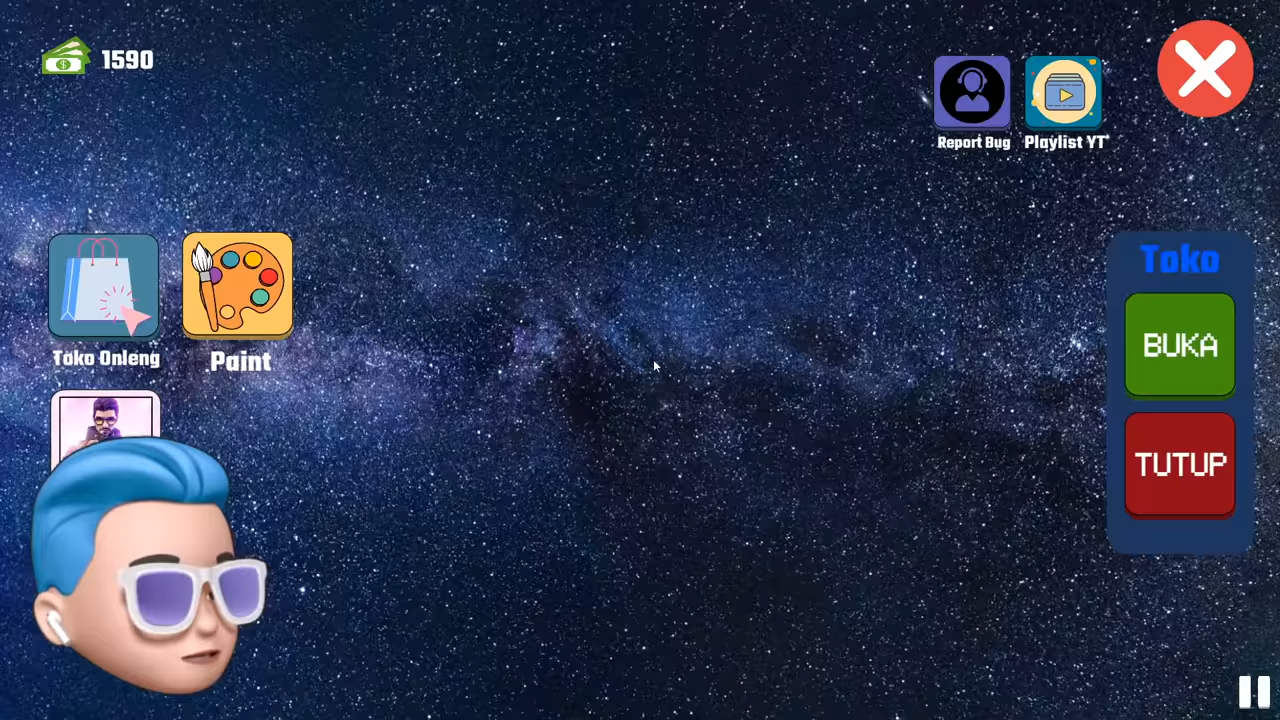 1590
Report Bug
Playlist YT
Toko Onleng
Paint
Toko
BUKA
TUTUP